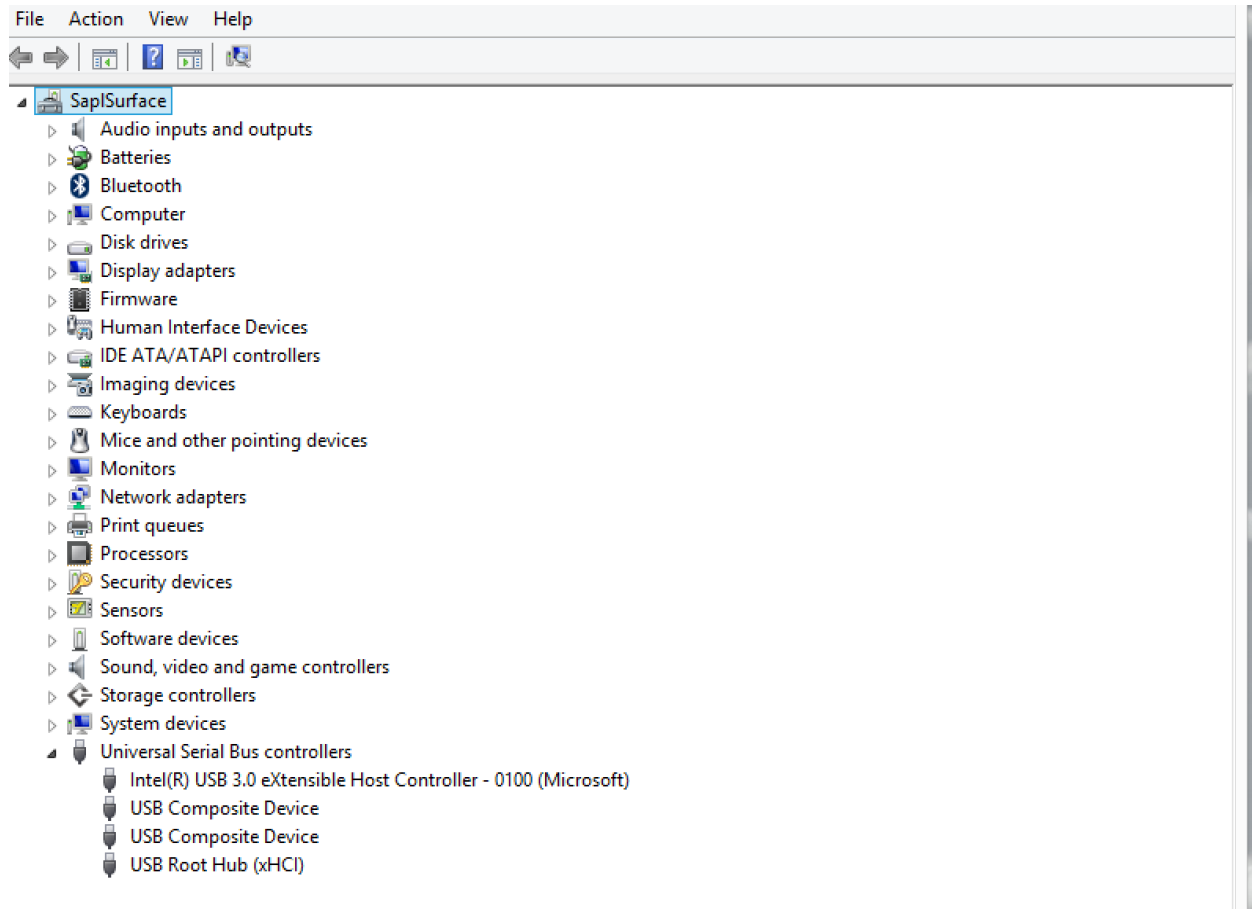 File Action View Help
SaplSurface
Audio inputs and outputs
Batteries
Bluetooth
Computer
Disk drives
Display adapters
Firmware
Human Interface Devices
IDE ATA/ATAPI controllers
Imaging devices
Keyboards
Mice and other pointing devices
Monitors
Network adapters
Print queues
Processors
Security devices
Sensors
Software devices
Sound, video and game controllers
Storage controllers
System devices
Universal Serial Bus controllers
Intel(R) USB 3.0 eXtensible Host Controller - 0100 (Microsoft)
USB Composite Device
USB Composite Device
USB Root Hub (xHCI)